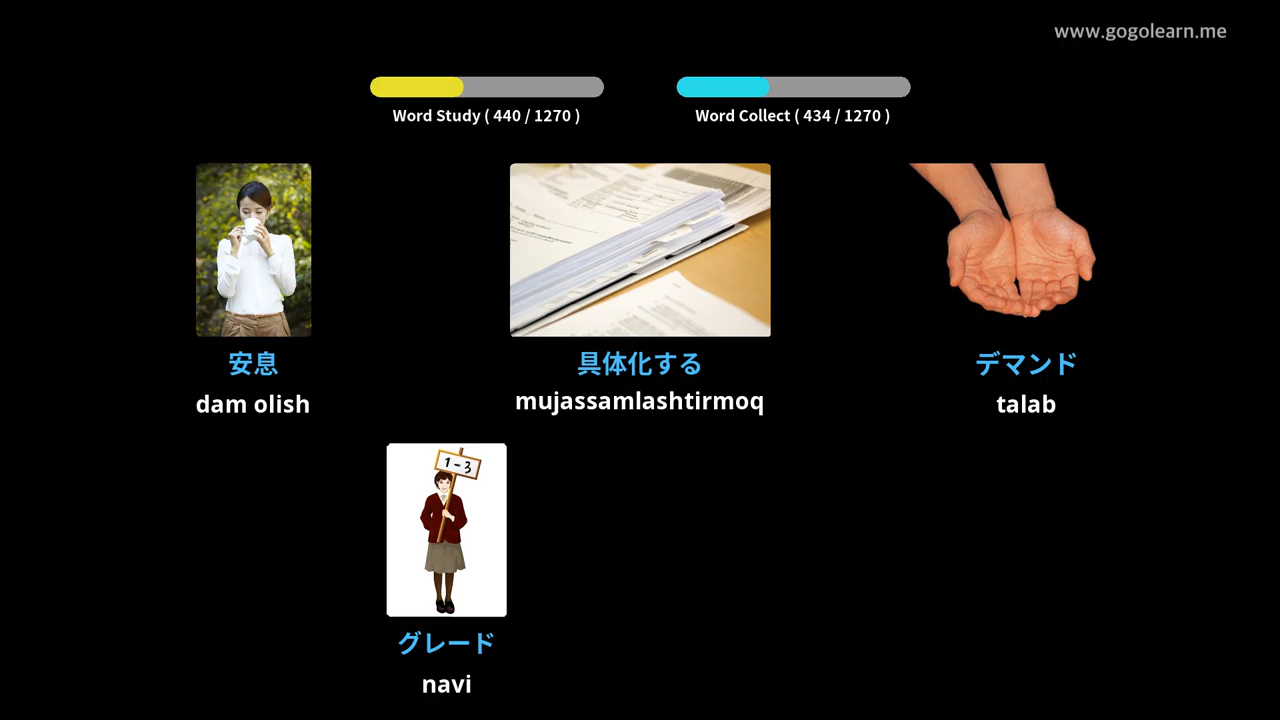 www.gogolearn.me
Word Study ( 440 / 1270 )
Word Collect ( 434 / 1270 )
安息
具体化する
デマンド
dam olish
mujassamlashtirmoq
talab
1 - 3
グレード
navi